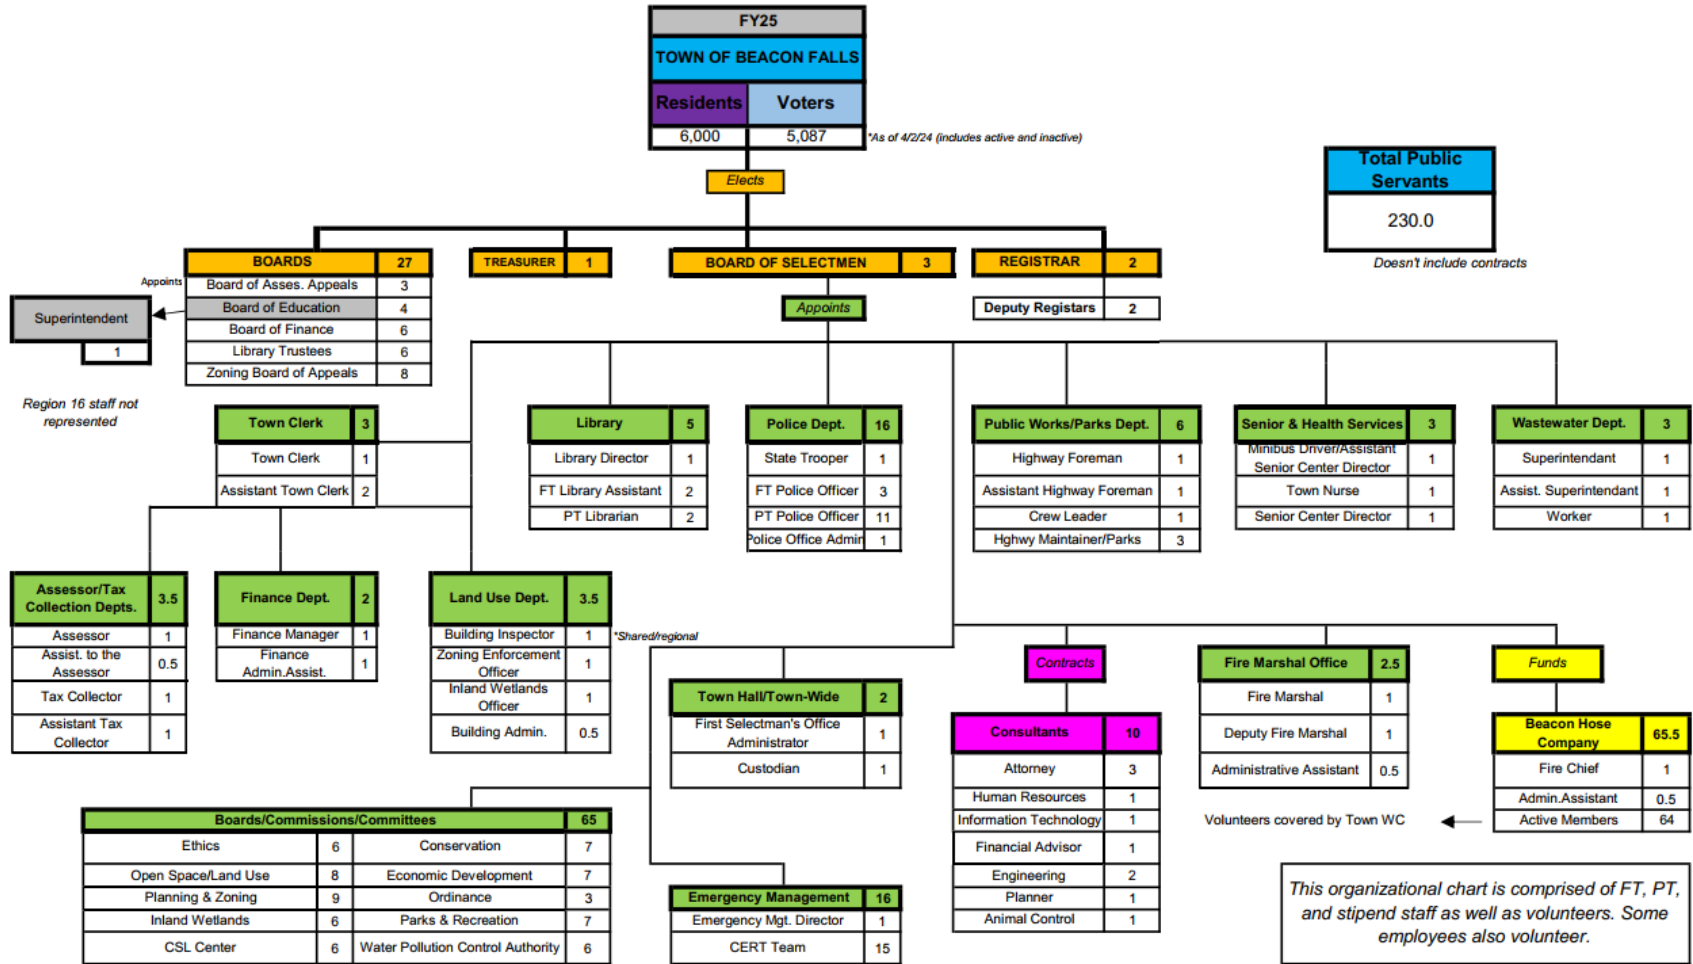 FY25
TOWN OF BEACON FALLS
Residents Voters
6,000 5,087
*As of 4/2/24 (includes active and inactive)
Total Public
Servants
230.0
Doesn't include contracts
Elects
BOARDS 27
Board of Asses. Appeals 3
Board of Education 4
Board of Finance 6
Library Trustees 6
Zoning Board of Appeals 8
Appoints
Superintendent
1
Region 16 staff not
represented
TREASURER 1
BOARD OF SELECTMEN 3
REGISTRAR 2
Deputy Registars 2
Appoints
Town Clerk 3
Town Clerk 1
Assistant Town Clerk 2
Library 5
Library Director 1
FT Library Assistant 2
PT Librarian 2
Police Dept. 16
State Trooper 1
FT Police Officer 3
PT Police Officer 11
Police Office Admin 1
Public Works/Parks Dept. 6
Highway Foreman 1
Assistant Highway Foreman 1
Crew Leader 1
Hghwy Maintainer/Parks 3
Senior & Health Services 3
Minibus Driver/Assistant
Senior Center Director 1
Town Nurse 1
Senior Center Director 1
Wastewater Dept. 3
Superintendant 1
Assist. Superintendant 1
Worker 1
Assessor/Tax
Collection Depts. 3.5
Assessor 1
Assist. to the
Assessor 0.5
Tax Collector 1
Assistant Tax
Collector 1
Finance Dept. 2
Finance Manager 1
Finance
Admin.Assist. 1
Land Use Dept. 3.5
Building Inspector 1
*Shared/regional
Zoning Enforcement
Officer 1
Inland Wetlands
Officer 1
Building Admin. 0.5
Town Hall/Town-Wide 2
First Selectman's Office
Administrator 1
Custodian 1
Contracts
Consultants 10
Attorney 3
Human Resources 1
Information Technology 1
Financial Advisor 1
Engineering 2
Planner 1
Animal Control 1
Fire Marshal Office 2.5
Fire Marshal 1
Deputy Fire Marshal 1
Administrative Assistant 0.5
Funds
Beacon Hose
Company 65.5
Fire Chief 1
Admin.Assistant 0.5
Active Members 64
Volunteers covered by Town WC
Boards/Commissions/Committees 65
Ethics 6 Conservation 7
Open Space/Land Use 8 Economic Development 7
Planning & Zoning 9 Ordinance 3
Inland Wetlands 6 Parks & Recreation 7
CSL Center 6 Water Pollution Control Authority 6
Emergency Management 16
Emergency Mgt. Director 1
CERT Team 15
This organizational chart is comprised of FT, PT,
and stipend staff as well as volunteers. Some
employees also volunteer.